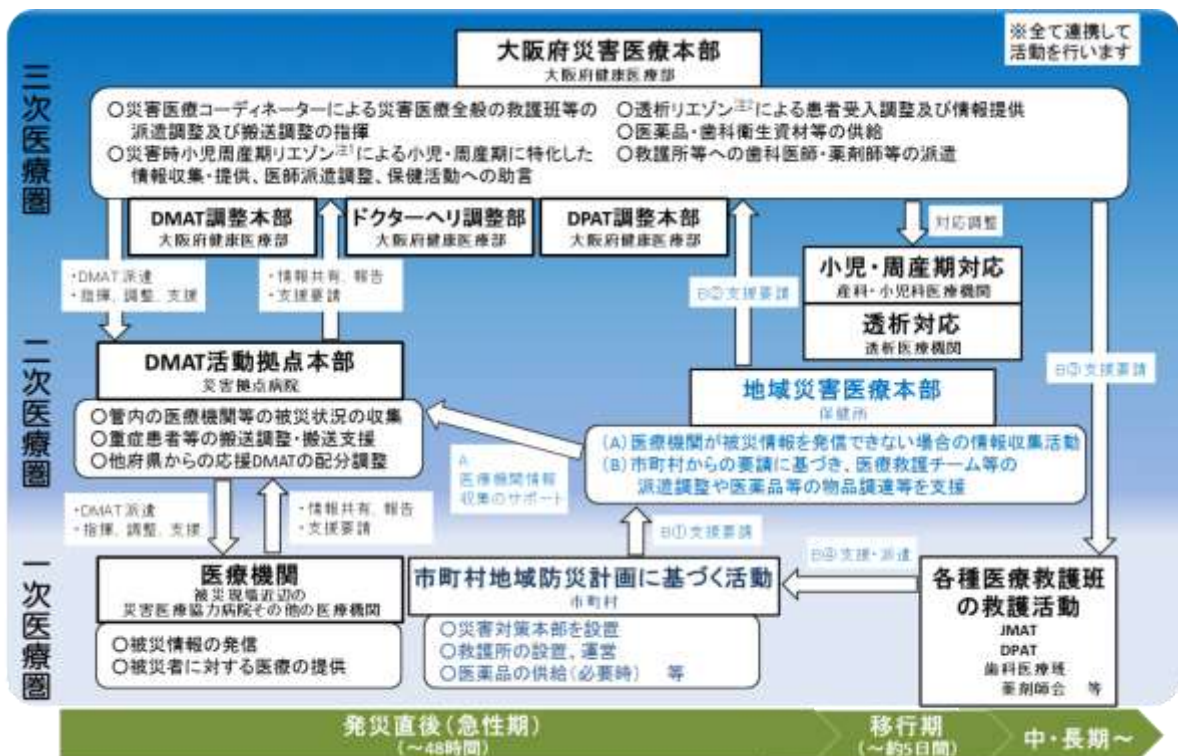 ※全て連携して
活動を行います
三次医療圏
大阪府災害医療本部
大阪府健康医療部
○災害医療コーディネーターによる災害医療全般の救護班等の
派遣調整及び搬送調整の指揮
○災害時小児周産期リエゾン注1による小児・周産期に特化した
情報収集・提供、医師派遣調整、保健活動への助言
○透析リエゾン注2による患者受入調整及び情報提供
○医薬品・歯科衛生資材等の供給
○救護所等への歯科医師・薬剤師等の派遣
DMAT調整本部
大阪府健康医療部
ドクターヘリ調整部
大阪府健康医療部
DPAT調整本部
大阪府健康医療部
・DMAT派遣
・指揮、調整、支援
・情報共有、報告
・支援要請
B②支援要請
対応調整
小児・周産期対応
産科・小児科医療機関
透析対応
透析医療機関
B③支援要請
二次医療圏
DMAT活動拠点本部
災害拠点病院
○管内の医療機関等の被災状況の収集
○重症患者等の搬送調整・搬送支援
○他府県からの応援DMATの配分調整
地域災害医療本部
保健所
(A)医療機関が被災情報を発信できない場合の情報収集活動
(B)市町村からの要請に基づき、医療救護チーム等の
派遣調整や医薬品等の物品調達等を支援
A
医療機関情報
収集のサポート
・DMAT派遣
・指揮、調整、支援
・情報共有、報告
・支援要請
B①支援要請
B④支援・派遣
一次医療圏
医療機関
被災現場近辺の
災害医療協力病院その他の医療機関
○被災情報の発信
○被災者に対する医療の提供
市町村地域防災計画に基づく活動
市町村
○災害対策本部を設置
○救護所の設置、運営
○医薬品の供給(必要時) 等
各種医療救護班
の救護活動
JMAT
DPAT
歯科医療班
薬剤師会 等
発災直後(急性期)
(～48時間)
移行期
(～約5日間)
中・長期～